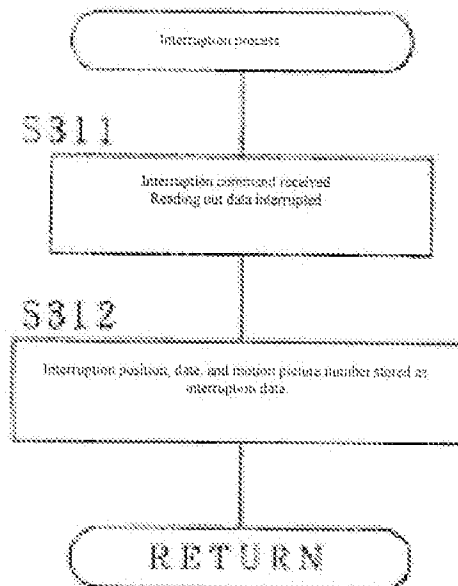 Interruption process
S311
Interruption command received
Reading out data interrupted
S312
Interruption position, date, and motion picture number stored as
interruption date.
RETURN